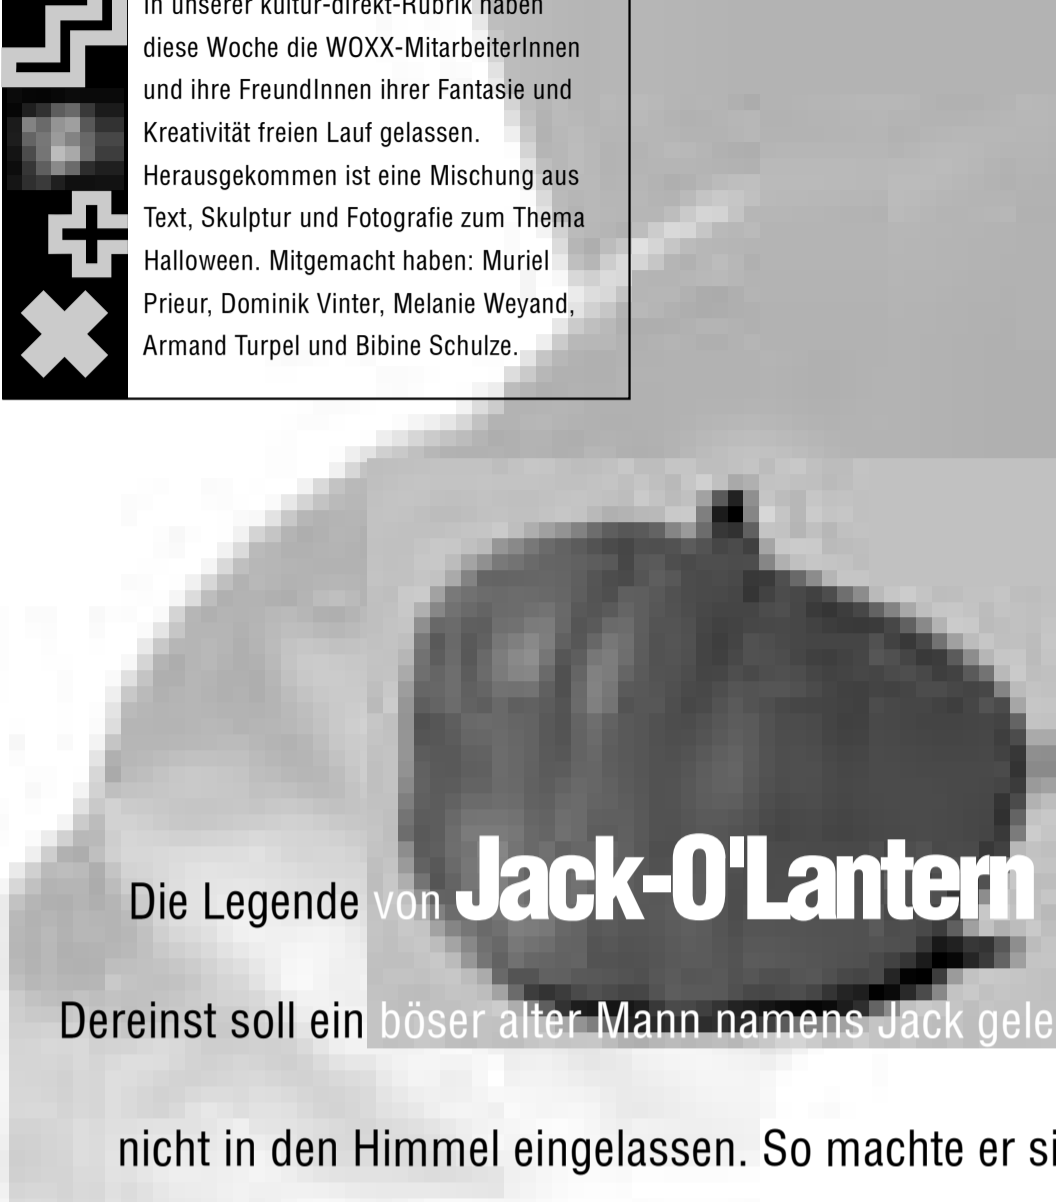 In unserer kultur-direkt-Rubrik haben
diese Woche die WOXX-MitarbeiterInnen
und ihre FreundInnen ihrer Fantasie und
Kreativität freien Lauf gelassen.
Herausgekommen ist eine Mischung aus
Text, Skulptur und Fotografie zum Thema
Halloween. Mitgemacht haben: Muriel
Prieur, Dominik Vinter, Melanie Weyand,
Armand Turpel und Bibine Schulze.
Die Legende von Jack-O'Lantern
Dereinst soll ein böser alter Mann namens Jack gele
nicht in den Himmel eingelassen. So machte er si